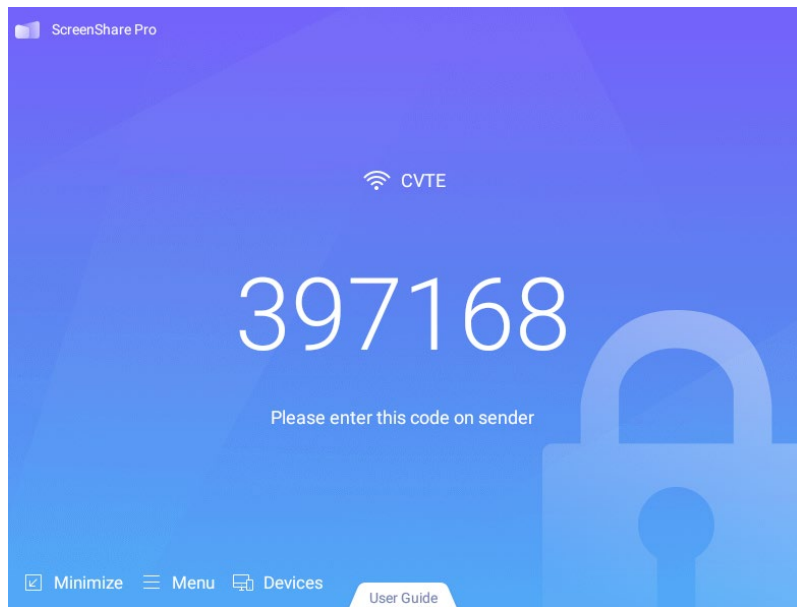 ScreenShare Pro
CVTE
397168
Please enter this code on sender
Minimize Menu Devices
User Guide